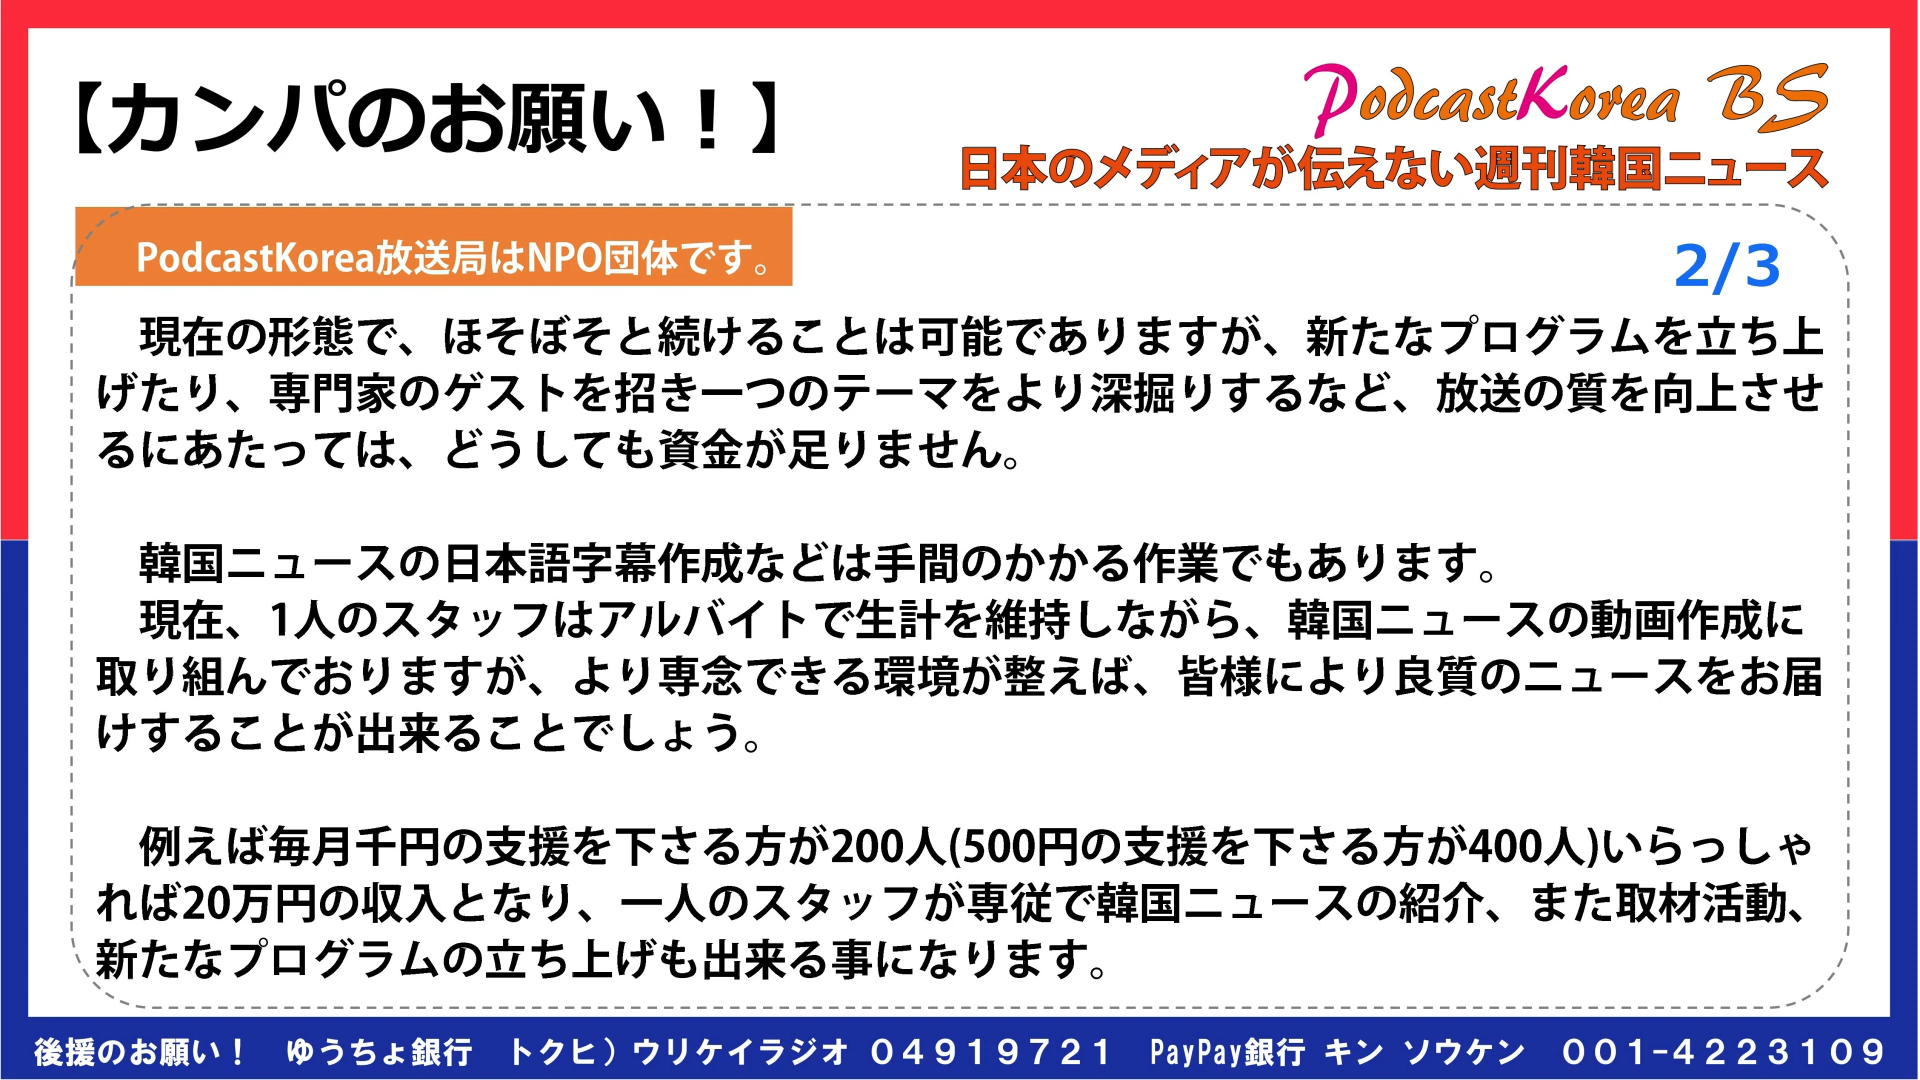 【カンパのお願い！】
PodcastKorea BS
日本のメディアが伝えない週刊韓国ニュース
PodcastKorea放送局はNPO団体です。
2/3
　現在の形態で、ほそぼそと続けることは可能でありますが、新たなプログラムを立ち上
げたり、専門家のゲストを招き一つのテーマをより深掘りするなど、放送の質を向上させ
るにあたっては、どうしても資金が足りません。
　韓国ニュースの日本語字幕作成などは手間のかかる作業でもあります。
　現在、1人のスタッフはアルバイトで生計を維持しながら、韓国ニュースの動画作成に
取り組んでおりますが、より専念できる環境が整えば、皆様により良質のニュースをお届
けすることが出来ることでしょう。
　例えば毎月千円の支援を下さる方が200人(500円の支援を下さる方が400人)いらっしゃ
れば20万円の収入となり、一人のスタッフが専従で韓国ニュースの紹介、また取材活動、
新たなプログラムの立ち上げも出来る事になります。
後援のお願い！　ゆうちょ銀行　トクヒ）ウリケイラジオ ０４９１９７２１　PayPay銀行 キン ソウケン　００１−４２２３１０９